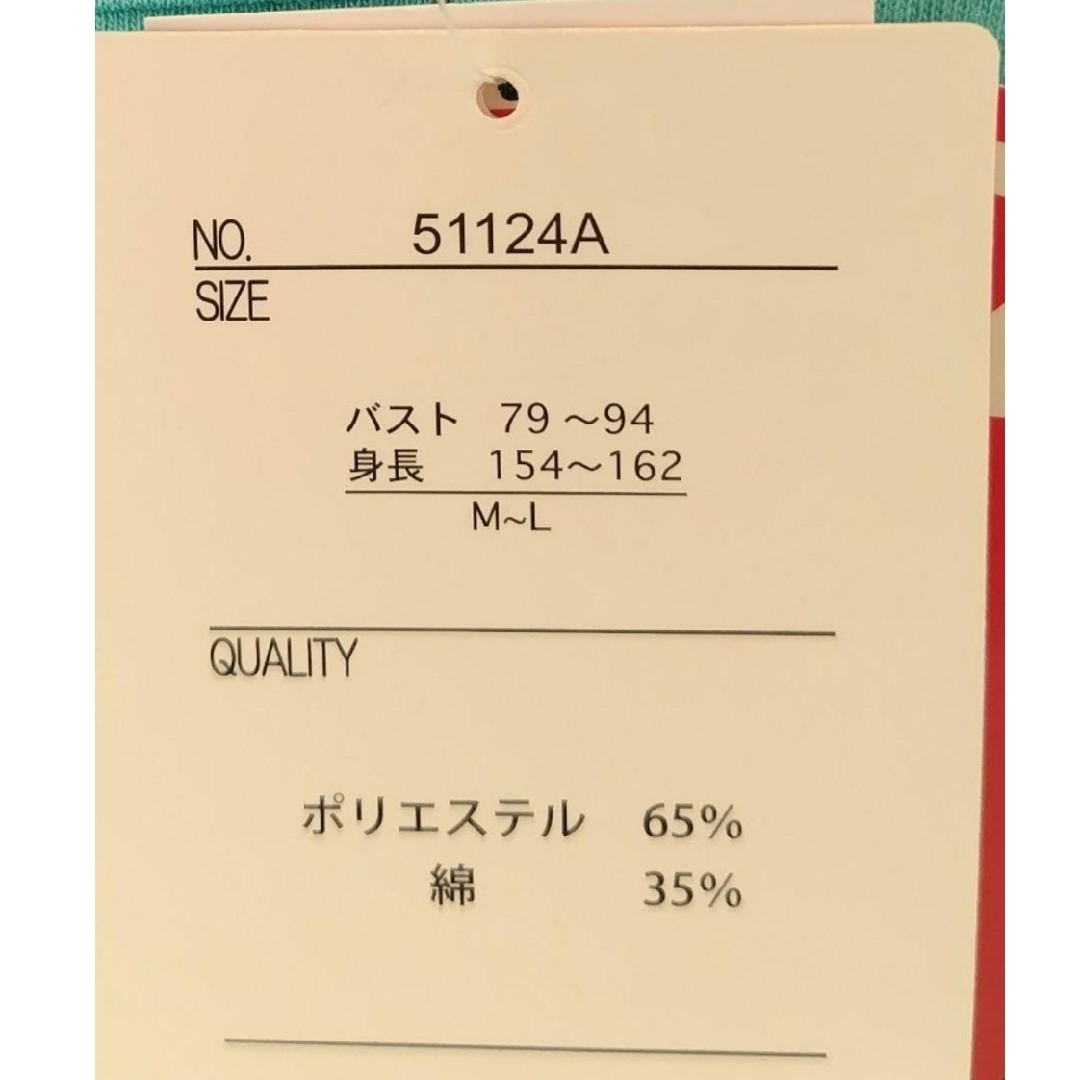 NO. 51124A
SIZE
バスト 79～94
身長 154～162
M~L
QUALITY
ポリエステル 65%
綿 35%